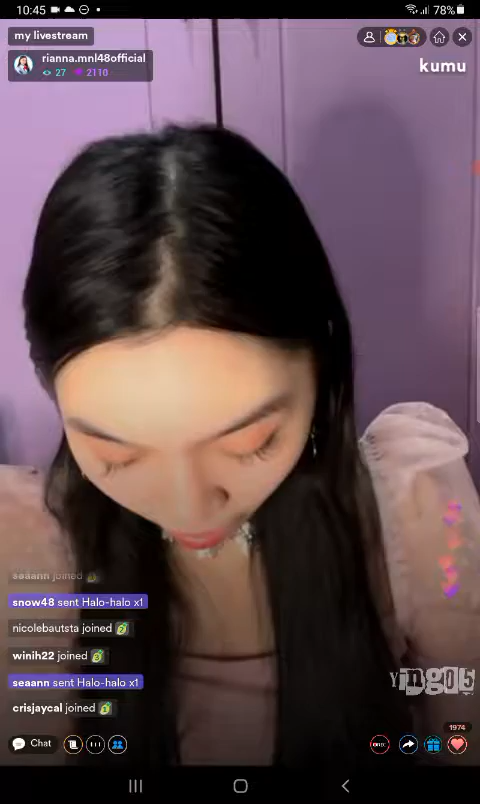 10:45
78%
my livestream
rianna.mnl48official
27 2110
kumu
seaann joined
snow48 sent Halo-halo x1
nicolebautsta joined
winih22 joined
seaann sent Halo-halo x1
crisjaycal joined
Ying05
1974
Chat